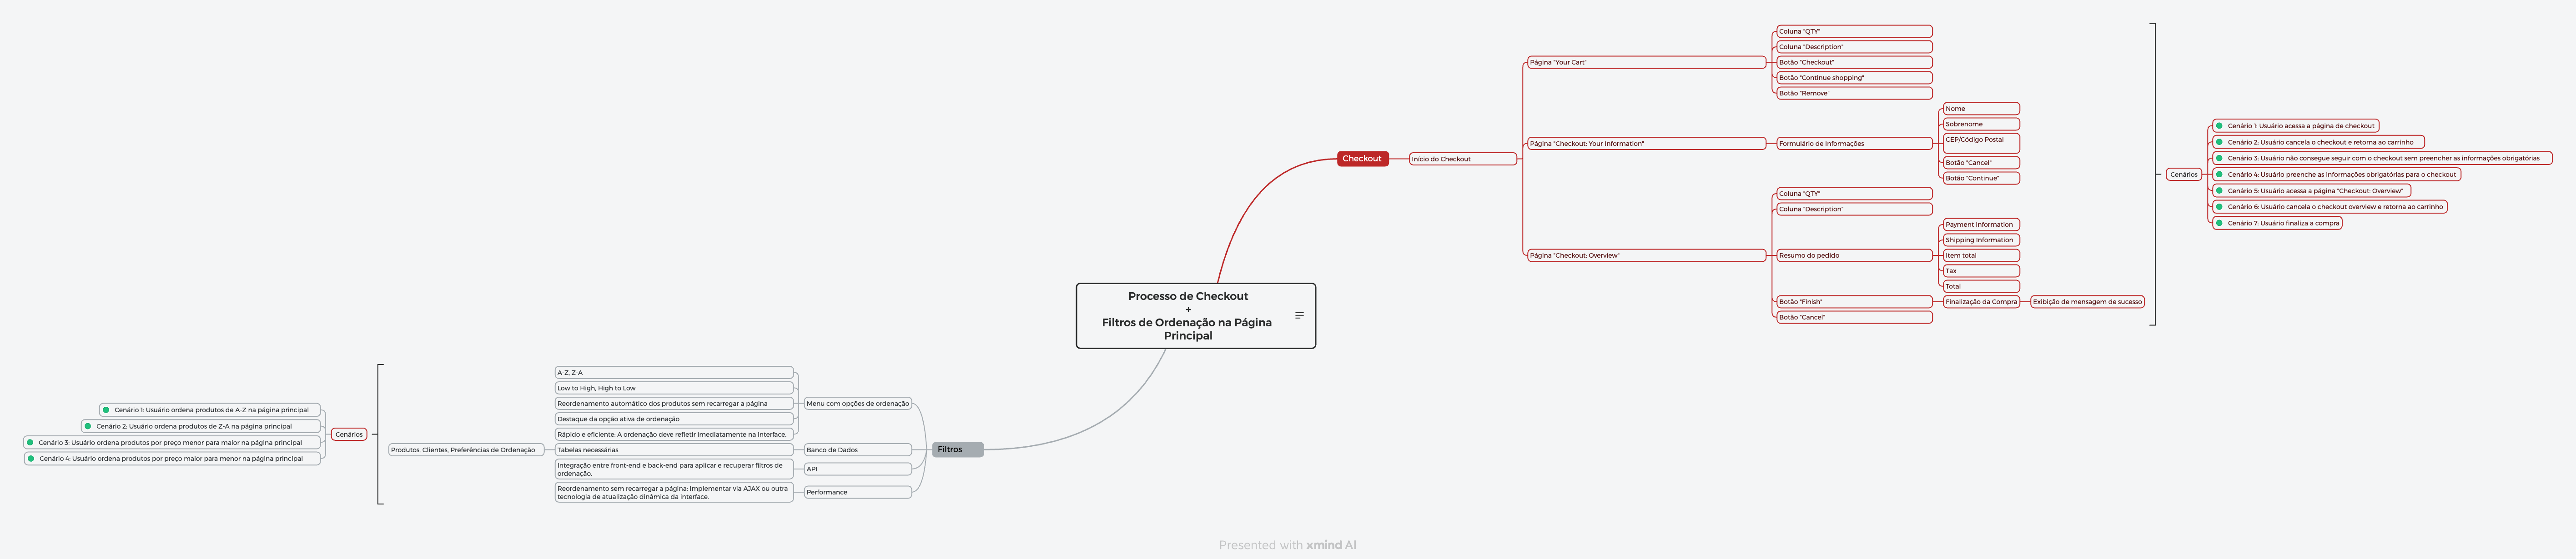 Processo de Checkout
+
Filtros de Ordenação na Página
Principal
Checkout
Início do Checkout
Página "Your Cart"
Coluna "QTY"
Coluna "Description"
Botão "Checkout"
Botão "Continue shopping"
Botão "Remove"
Página "Checkout: Your Information"
Formulário de Informações
Nome
Sobrenome
CEP/Código Postal
Botão "Cancel"
Botão "Continue"
Página "Checkout: Overview"
Coluna "QTY"
Coluna "Description"
Resumo do pedido
Payment Information
Shipping Information
Item total
Tax
Total
Botão "Finish"
Finalização da Compra
Exibição de mensagem de sucesso
Botão "Cancel"
Cenários
Cenário 1: Usuário acessa a página de checkout
Cenário 2: Usuário cancela o checkout e retorna ao carrinho
Cenário 3: Usuário não consegue seguir com o checkout sem preencher as informações obrigatórias
Cenário 4: Usuário preenche as informações obrigatórias para o checkout
Cenário 5: Usuário acessa a página "Checkout: Overview"
Cenário 6: Usuário cancela o checkout overview e retorna ao carrinho
Cenário 7: Usuário finaliza a compra
Filtros
Menu com opções de ordenação
A-Z, Z-A
Low to High, High to Low
Reordenamento automático dos produtos sem recarregar a página
Destaque da opção ativa de ordenação
Rápido e eficiente: A ordenação deve refletir imediatamente na interface.
Banco de Dados
Tabelas necessárias
Produtos, Clientes, Preferências de Ordenação
API
Integração entre front-end e back-end para aplicar e recuperar filtros de
ordenação.
Performance
Reordenamento sem recarregar a página: Implementar via AJAX ou outra
tecnologia de atualização dinâmica da interface.
Cenários
Cenário 1: Usuário ordena produtos de A-Z na página principal
Cenário 2: Usuário ordena produtos de Z-A na página principal
Cenário 3: Usuário ordena produtos por preço menor para maior na página principal
Cenário 4: Usuário ordena produtos por preço maior para menor na página principal
Presented with xmind AI